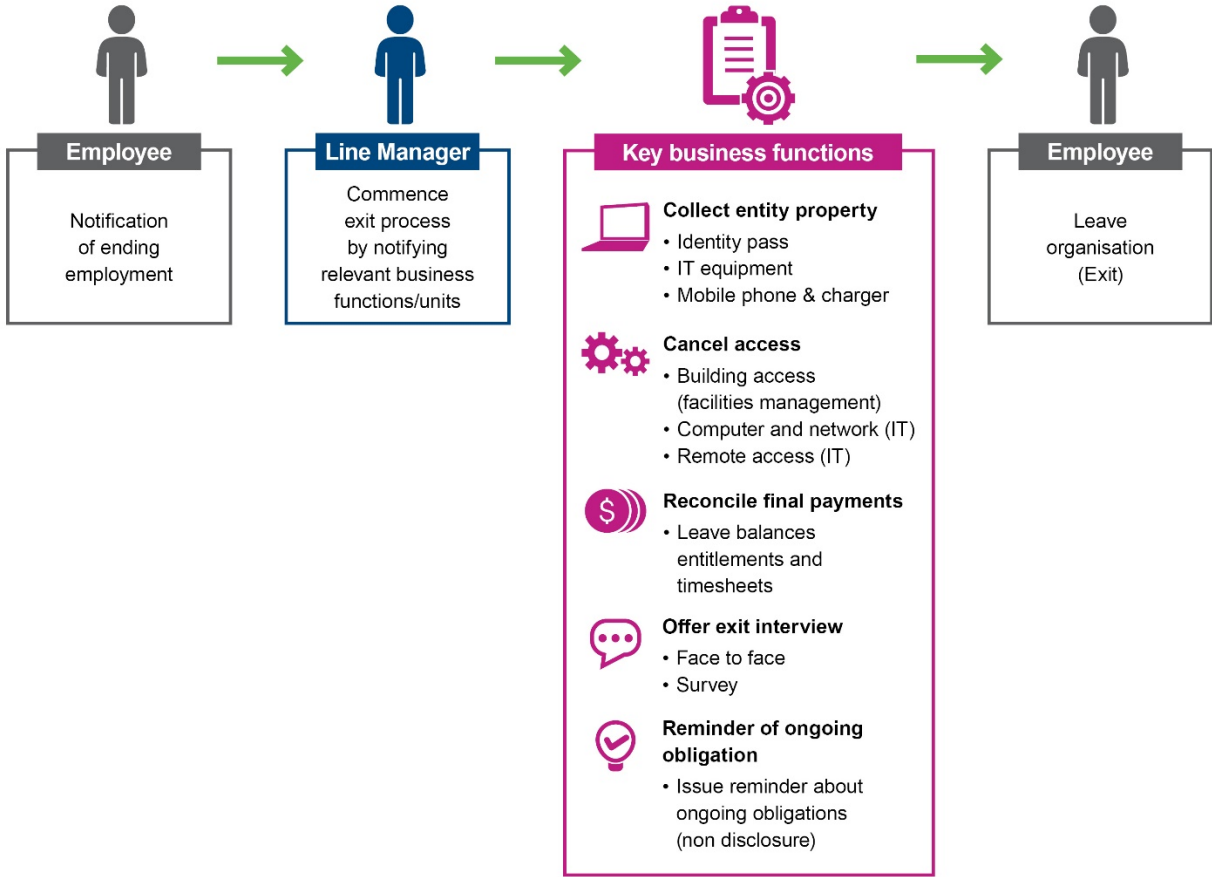 Employee
Notification
of ending
employment
Line Manager
Commence
exit process
by notifying
relevant business
functions/units
Key business functions
Collect entity property
• Identity pass
• IT equipment
• Mobile phone & charger
Cancel access
• Building access
(facilities management)
• Computer and network (IT)
• Remote access (IT)
$
Reconcile final payments
• Leave balances
entitlements and
timesheets
Offer exit interview
• Face to face
• Survey
Reminder of ongoing
obligation
• Issue reminder about
ongoing obligations
(non disclosure)
Employee
Leave
organisation
(Exit)